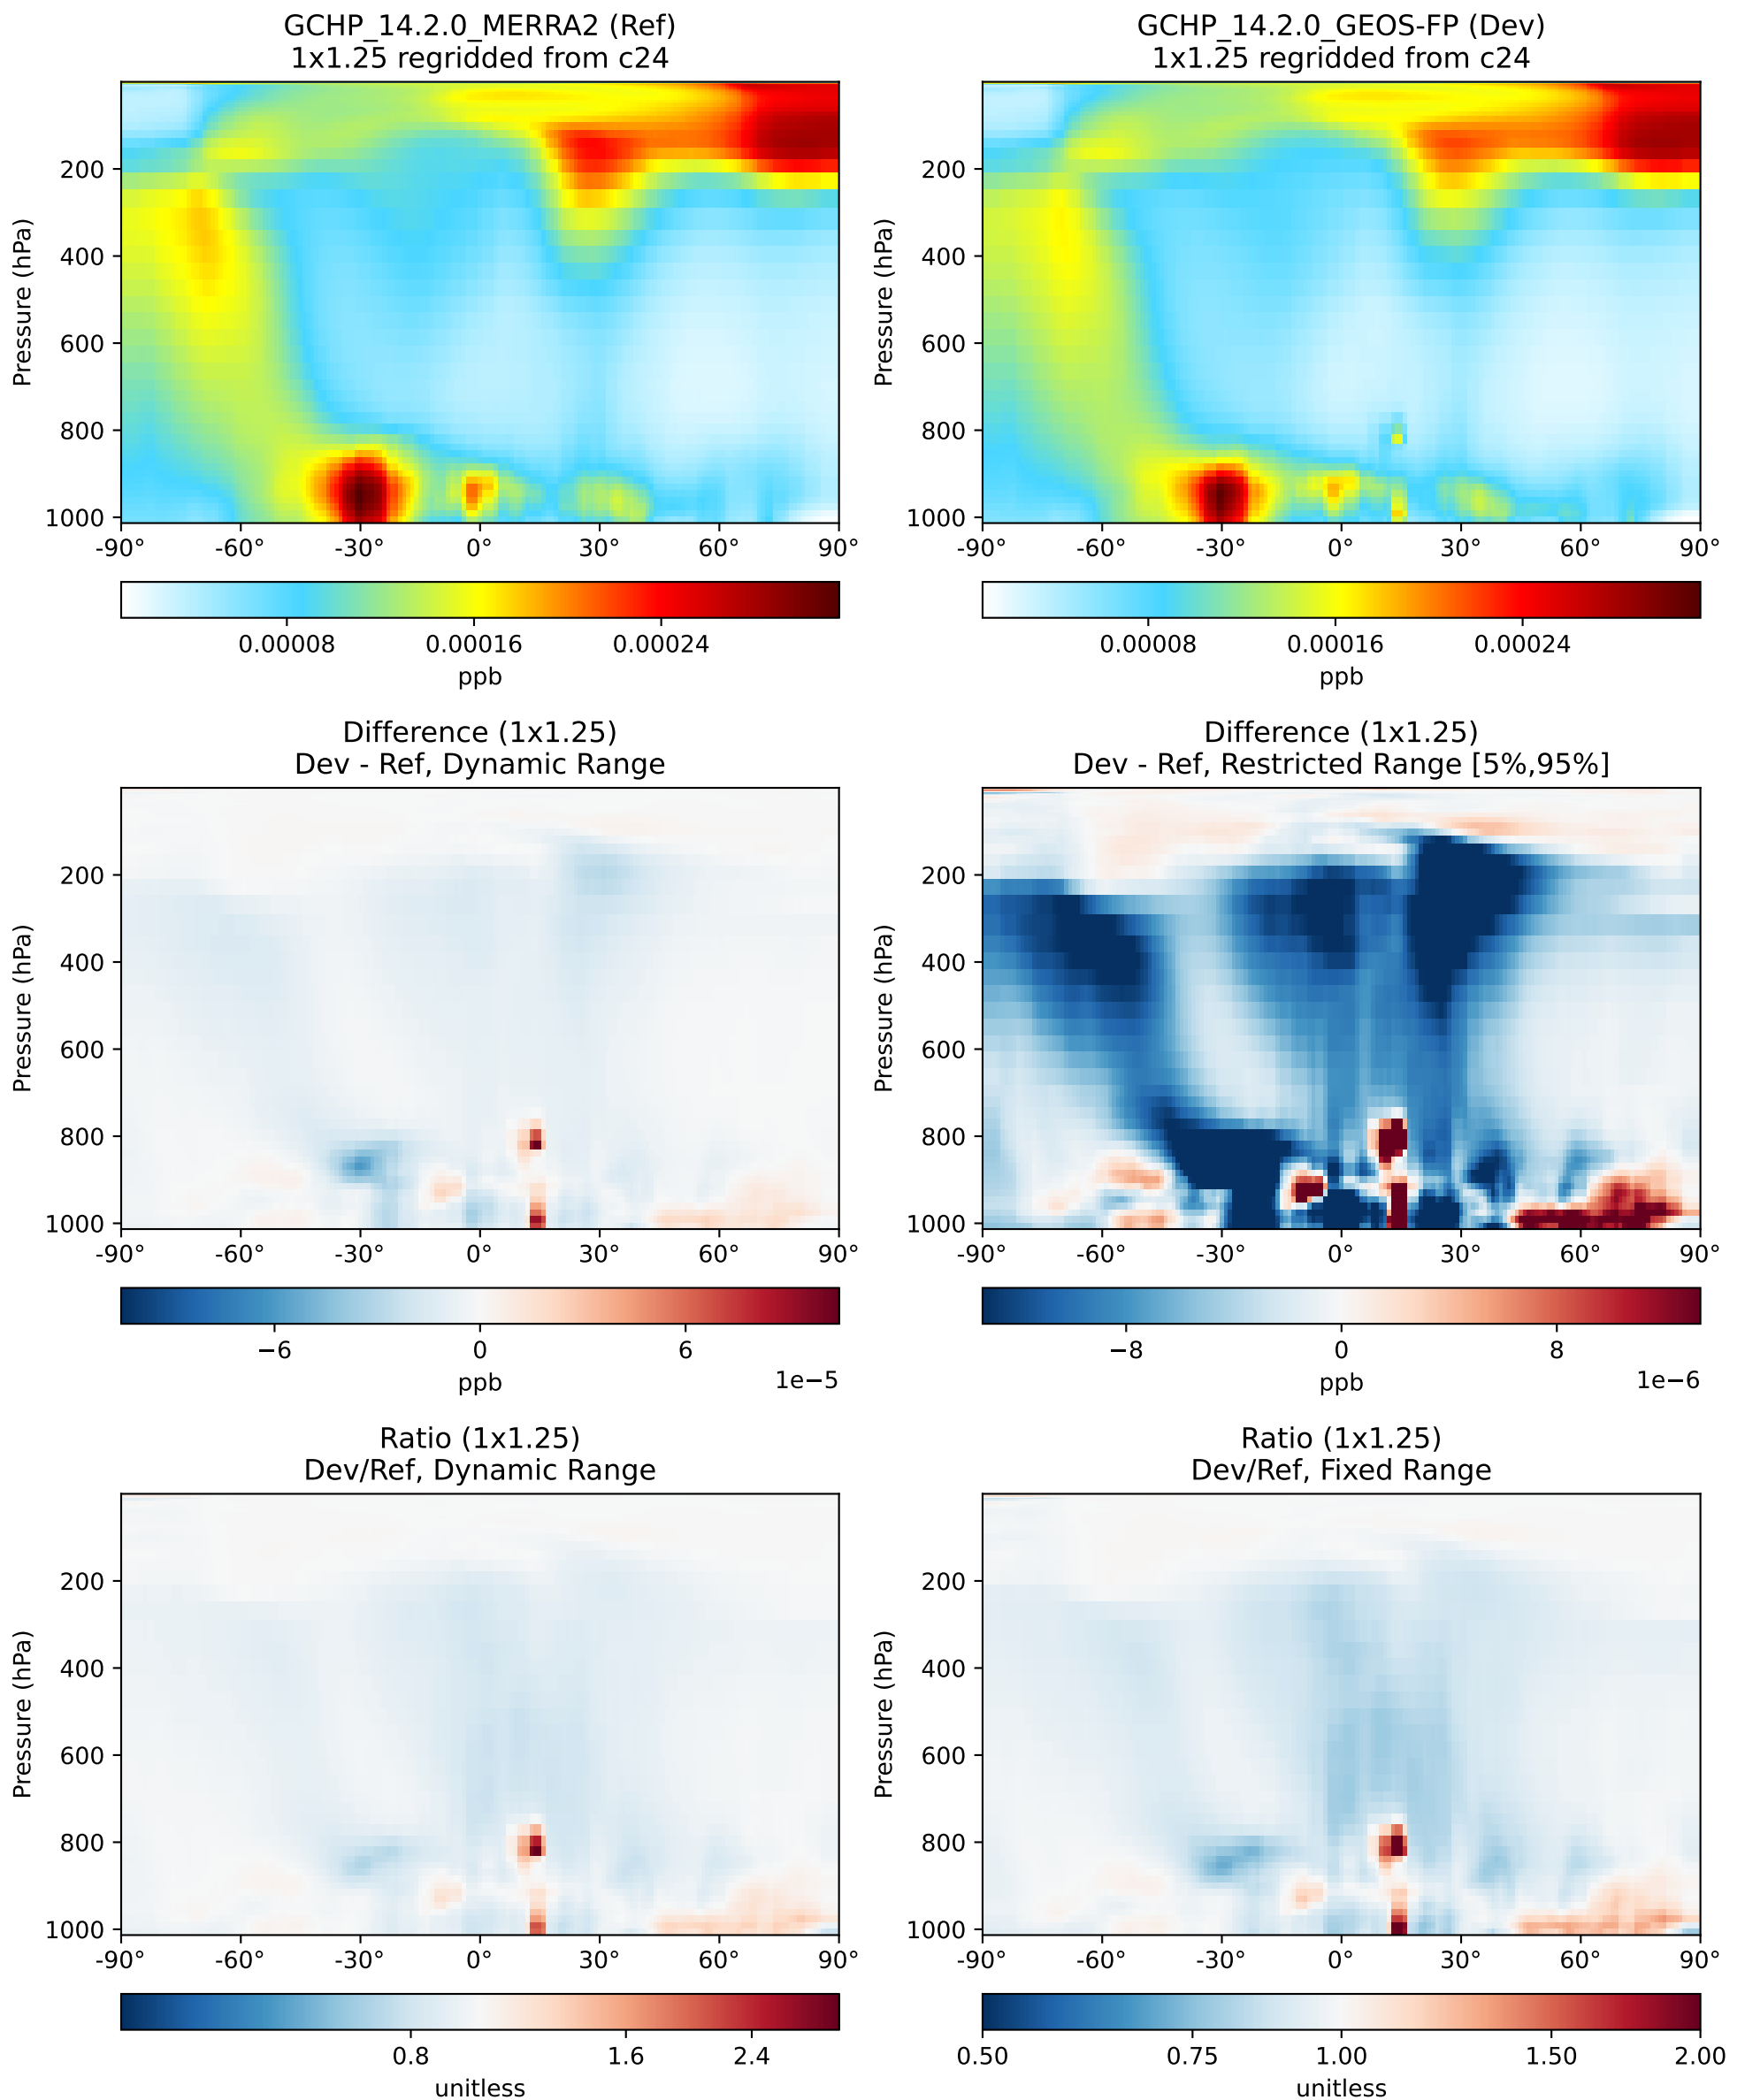 GCHP_14.2.0_MERRA2 (Ref)
1x1.25 regridded from c24
Pressure (hPa)
200
400
600
800
1000
-90° -60° -30° 0° 30° 60° 90°
0.00008 0.00016 0.00024
ppb
GCHP_14.2.0_GEOS-FP (Dev)
1x1.25 regridded from c24
Pressure (hPa)
200
400
600
800
1000
-90° -60° -30° 0° 30° 60° 90°
0.00008 0.00016 0.00024
ppb
Difference (1x1.25)
Dev - Ref, Dynamic Range
Pressure (hPa)
200
400
600
800
1000
-90° -60° -30° 0° 30° 60° 90°
−6 0 6
ppb 1e−5
Difference (1x1.25)
Dev - Ref, Restricted Range [5%,95%]
Pressure (hPa)
200
400
600
800
1000
-90° -60° -30° 0° 30° 60° 90°
−8 0 8
ppb 1e−6
Ratio (1x1.25)
Dev/Ref, Dynamic Range
Pressure (hPa)
200
400
600
800
1000
-90° -60° -30° 0° 30° 60° 90°
0.8 1.6 2.4
unitless
Ratio (1x1.25)
Dev/Ref, Fixed Range
Pressure (hPa)
200
400
600
800
1000
-90° -60° -30° 0° 30° 60° 90°
0.50 0.75 1.00 1.50 2.00
unitless